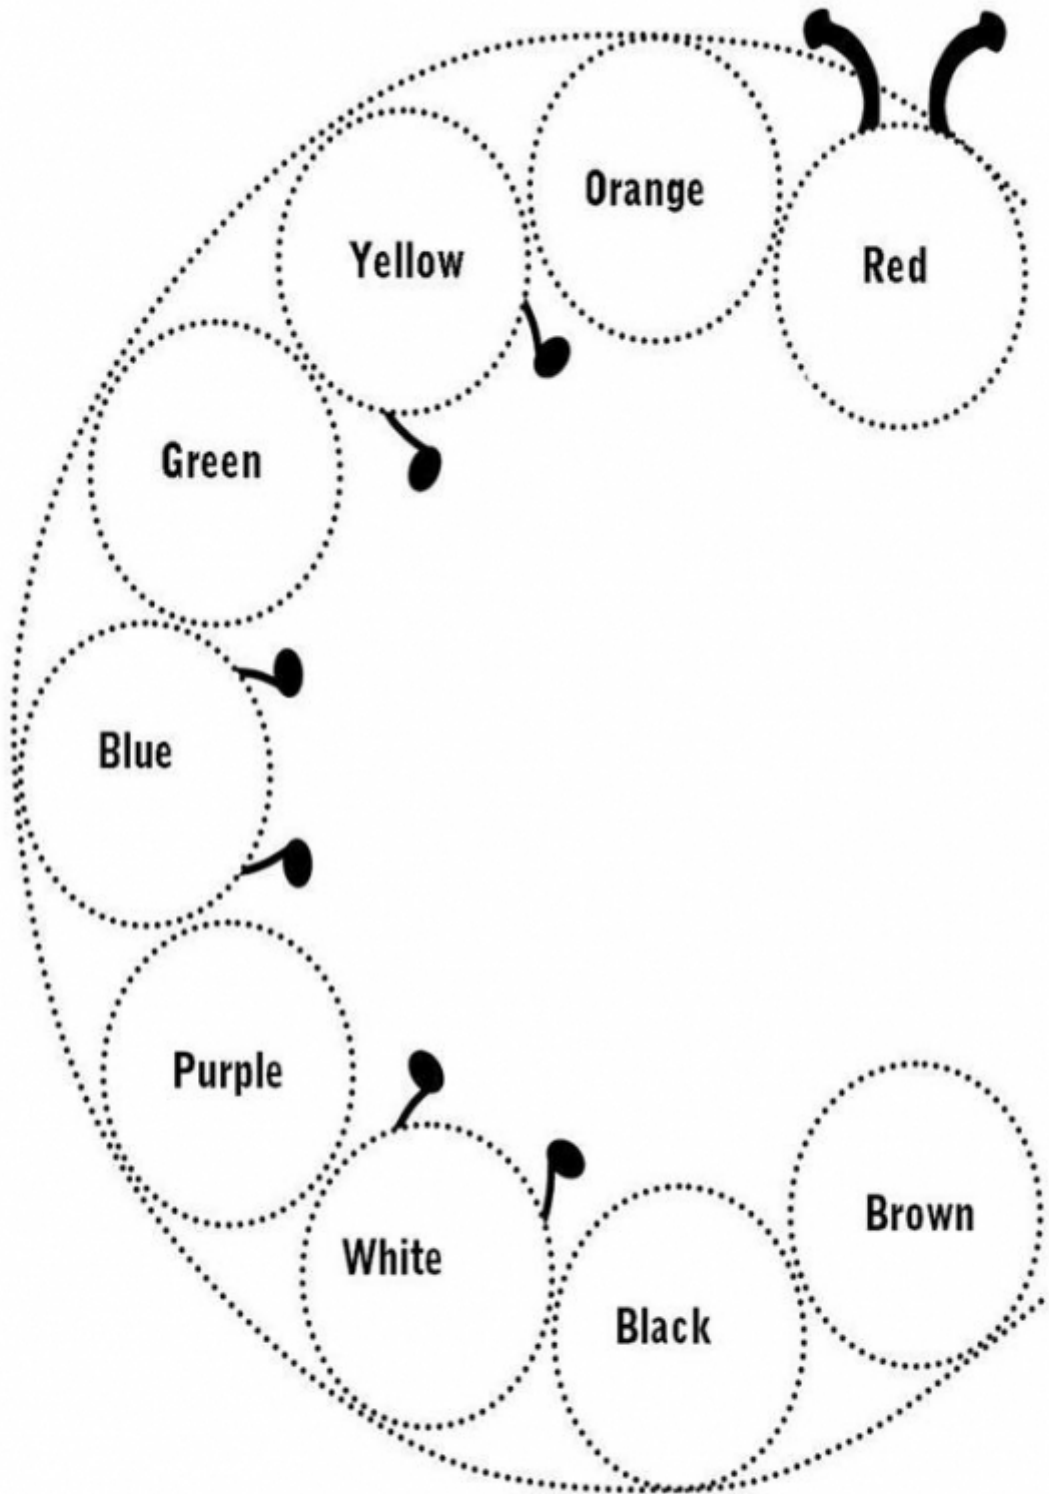 Red
Orange
Yellow
Green
Blue
Purple
White
Black
Brown